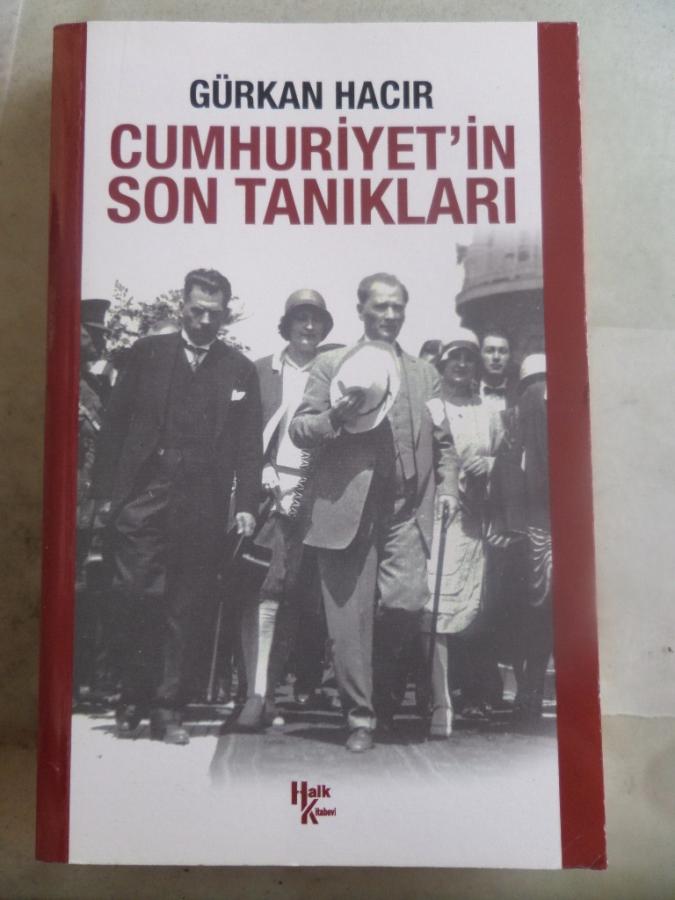 GÜRKAN HACIR
CUMHURİYET'İN
SON TANIKLARI
Halk
Kitabevi